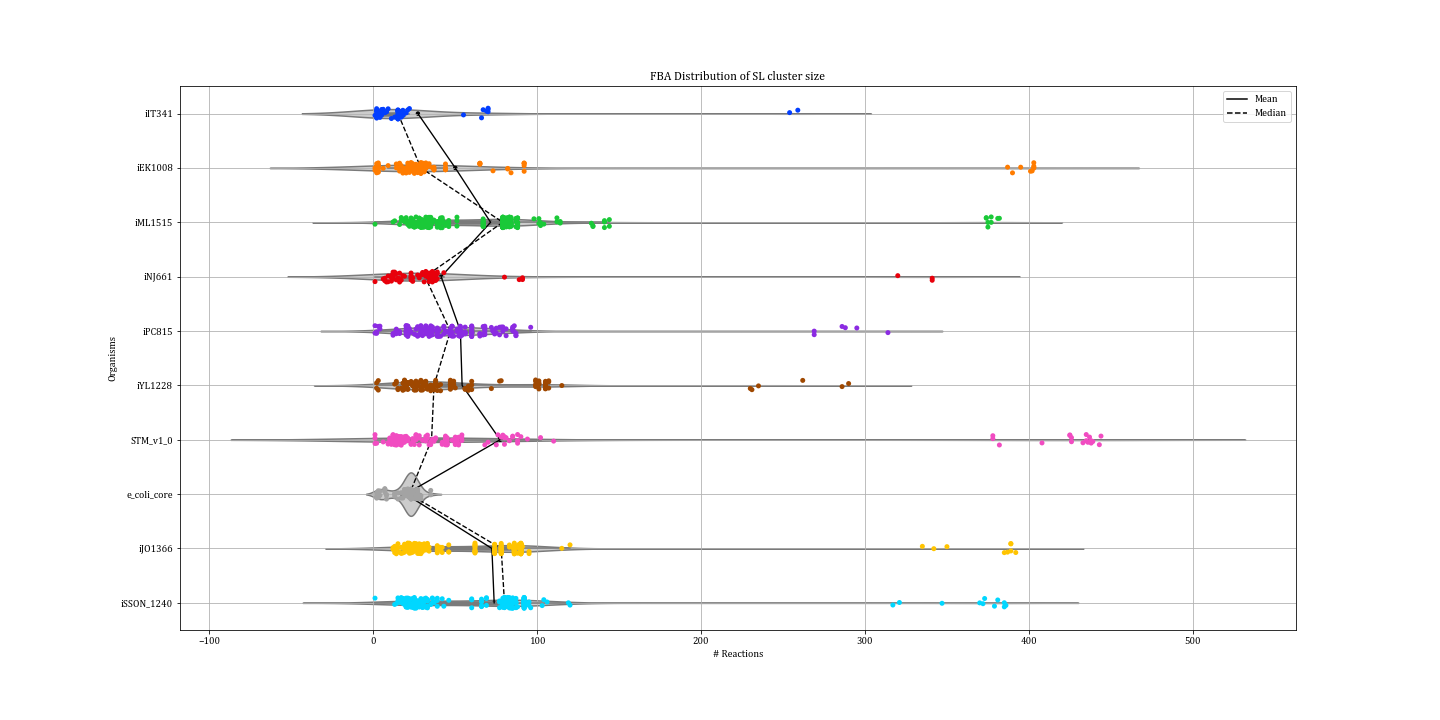 FBA Distribution of SL cluster size
Mean
Median
Organisms
iIT341
iEK1008
iML1515
iNJ661
iPC815
iYL1228
STM_v1_0
e_coli_core
iJO1366
iSSON_1240
−100 0 100 200 300 400 500
# Reactions